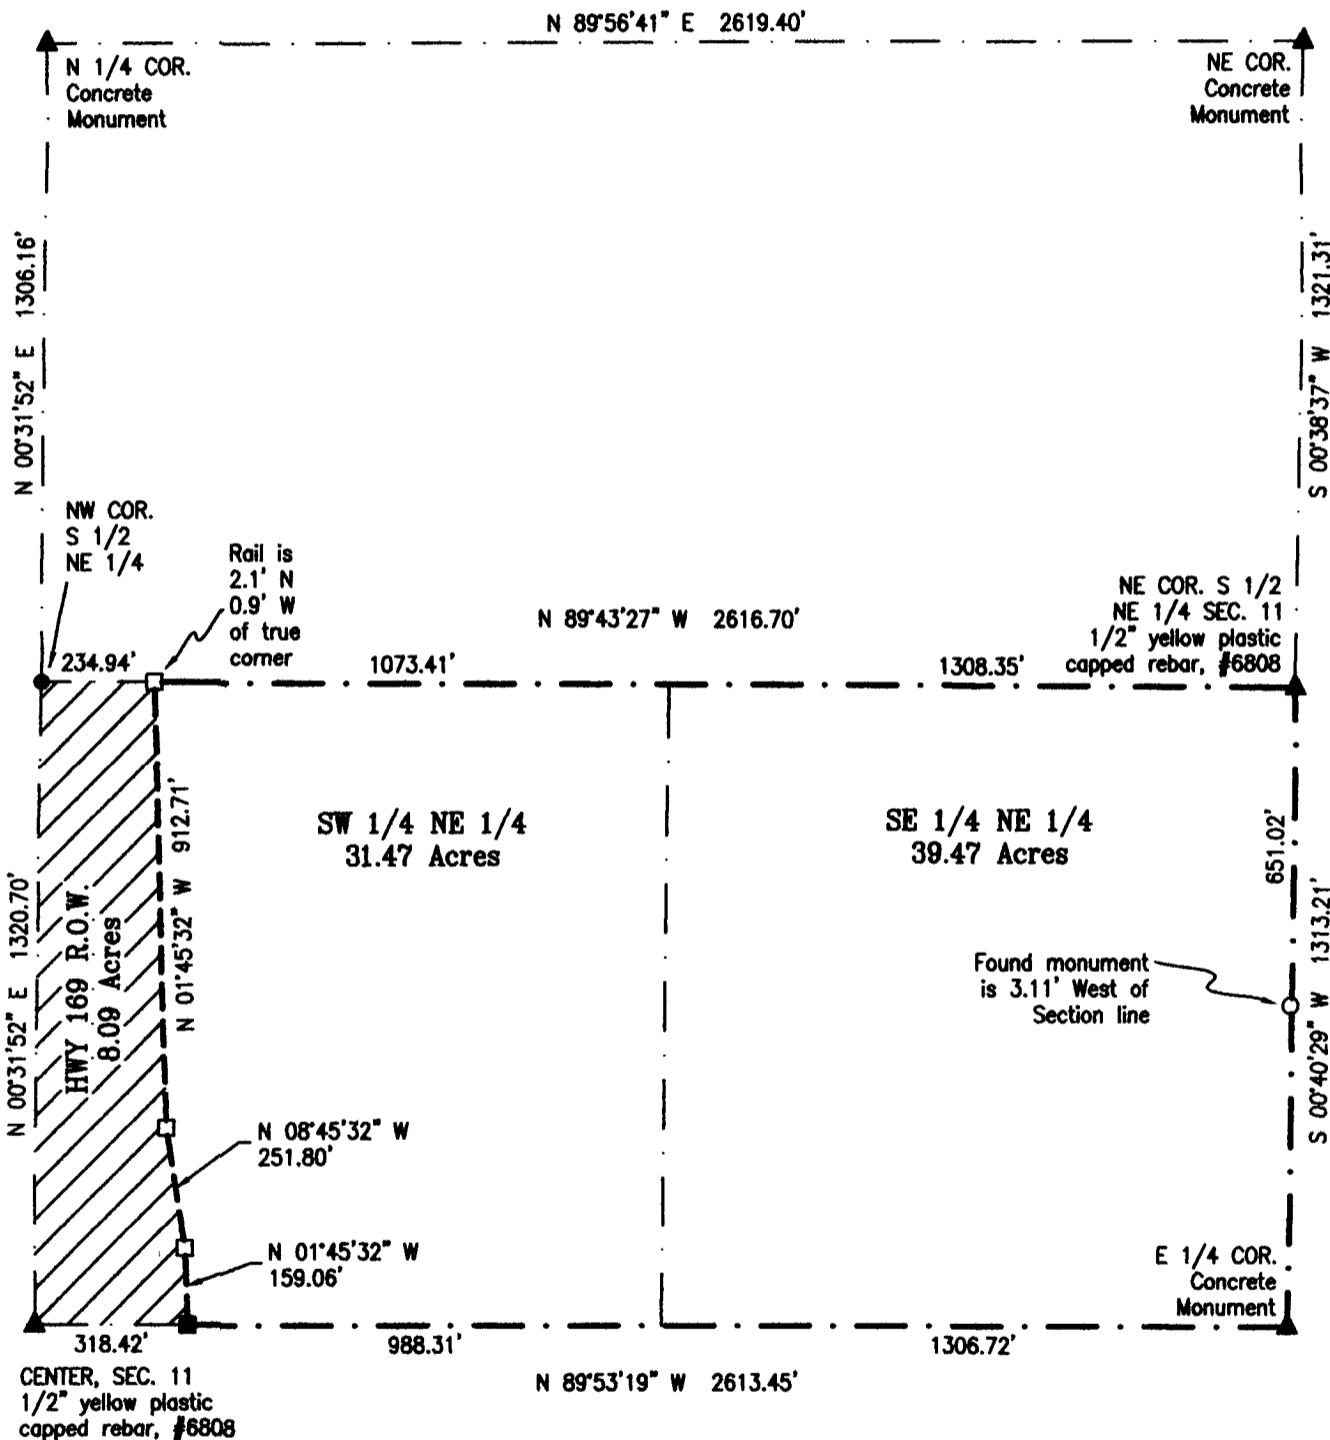 N 89°56'41" E 2619.40'
N 1/4 COR.
Concrete
Monument
NE COR.
Concrete
Monument
N 00°31'52" E 1306.16'
S 00°38'37" W 1321.31'
NW COR.
S 1/2
NE 1/4
Rail is
2.1' N
0.9' W
of true
corner
N 89°43'27" W 2616.70'
NE COR. S 1/2
NE 1/4 SEC. 11
1/2" yellow plastic
capped rebar, #6808
234.94'
1073.41'
1308.35'
N 00°31'52" E 1320.70'
HWY 169 R.O.W.
8.09 Acres
N 01°45'32" W 912.71'
SW 1/4 NE 1/4
31.47 Acres
SE 1/4 NE 1/4
39.47 Acres
651.02'
S 00°40'29" W 1313.21'
Found monument
is 3.11' West of
Section line
N 08°45'32" W
251.80'
N 01°45'32" W
159.06'
E 1/4 COR.
Concrete
Monument
318.42'
988.31'
1306.72'
CENTER, SEC. 11
1/2" yellow plastic
capped rebar, #6808
N 89°53'19" W 2613.45'